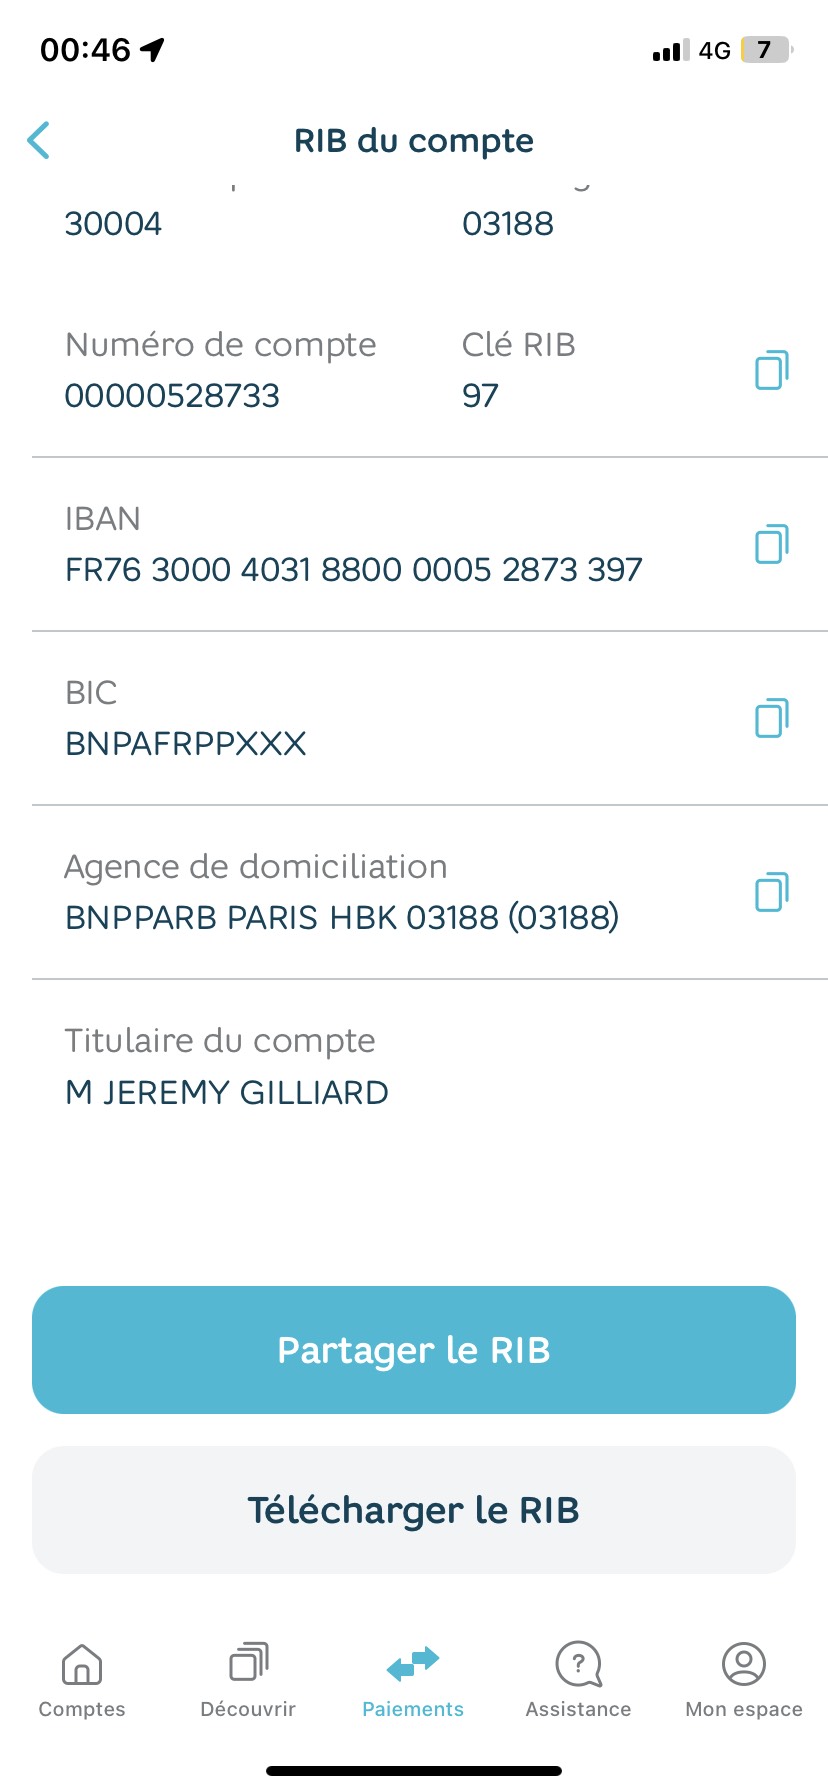 00:46 4G 7
RIB du compte
30004 03188
Numéro de compte Clé RIB
00000528733 97
IBAN
FR76 3000 4031 8800 0005 2873 397
BIC
BNPAFRPPXXX
Agence de domiciliation
BNPPARB PARIS HBK 03188 (03188)
Titulaire du compte
M JEREMY GILLIARD
Partager le RIB
Télécharger le RIB
Comptes Découvrir Paiements Assistance Mon espace